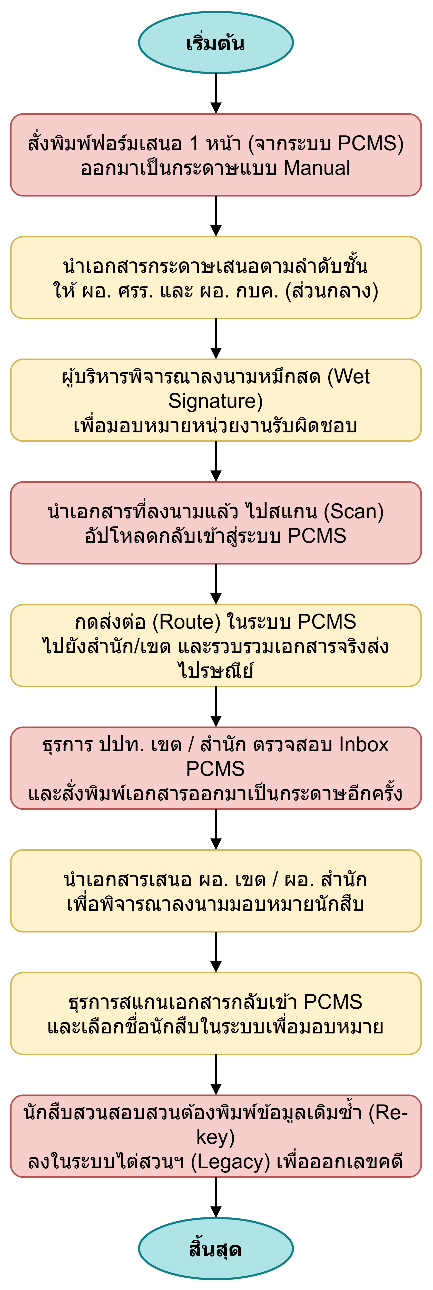 เริ่มต้น
สั่งพิมพ์ฟอร์มเสนอ 1 หน้า (จากระบบ PCMS)
ออกมาเป็นกระดาษแบบ Manual
นำเอกสารกระดาษเสนอตามลำดับชั้น
ให้ ผอ. ศรร. และ ผอ. กบค. (ส่วนกลาง)
ผู้บริหารพิจารณาลงนามหมึกสด (Wet
Signature)
เพื่อมอบหมายหน่วยงานรับผิดชอบ
นำเอกสารที่ลงนามแล้ว ไปสแกน (Scan)
อัปโหลดกลับเข้าสู่ระบบ PCMS
กดส่งต่อ (Route) ในระบบ PCMS
ไปยังสำนัก/เขต และรวบรวมเอกสารจริงส่ง
ไปรษณีย์
ธุรการ ปปท. เขต / สำนัก ตรวจสอบ Inbox
PCMS
และสั่งพิมพ์เอกสารออกมาเป็นกระดาษอีกครั้ง
นำเอกสารเสนอ ผอ. เขต / ผอ. สำนัก
เพื่อพิจารณาลงนามมอบหมายนักสืบ
ธุรการสแกนเอกสารกลับเข้า PCMS
และเลือกชื่อนักสืบในระบบเพื่อมอบหมาย
นักสืบสวนสอบสวนต้องพิมพ์ข้อมูลเดิมซ้ำ (Re-
key)
ลงในระบบไต่สวนฯ (Legacy) เพื่อออกเลขคดี
สิ้นสุด